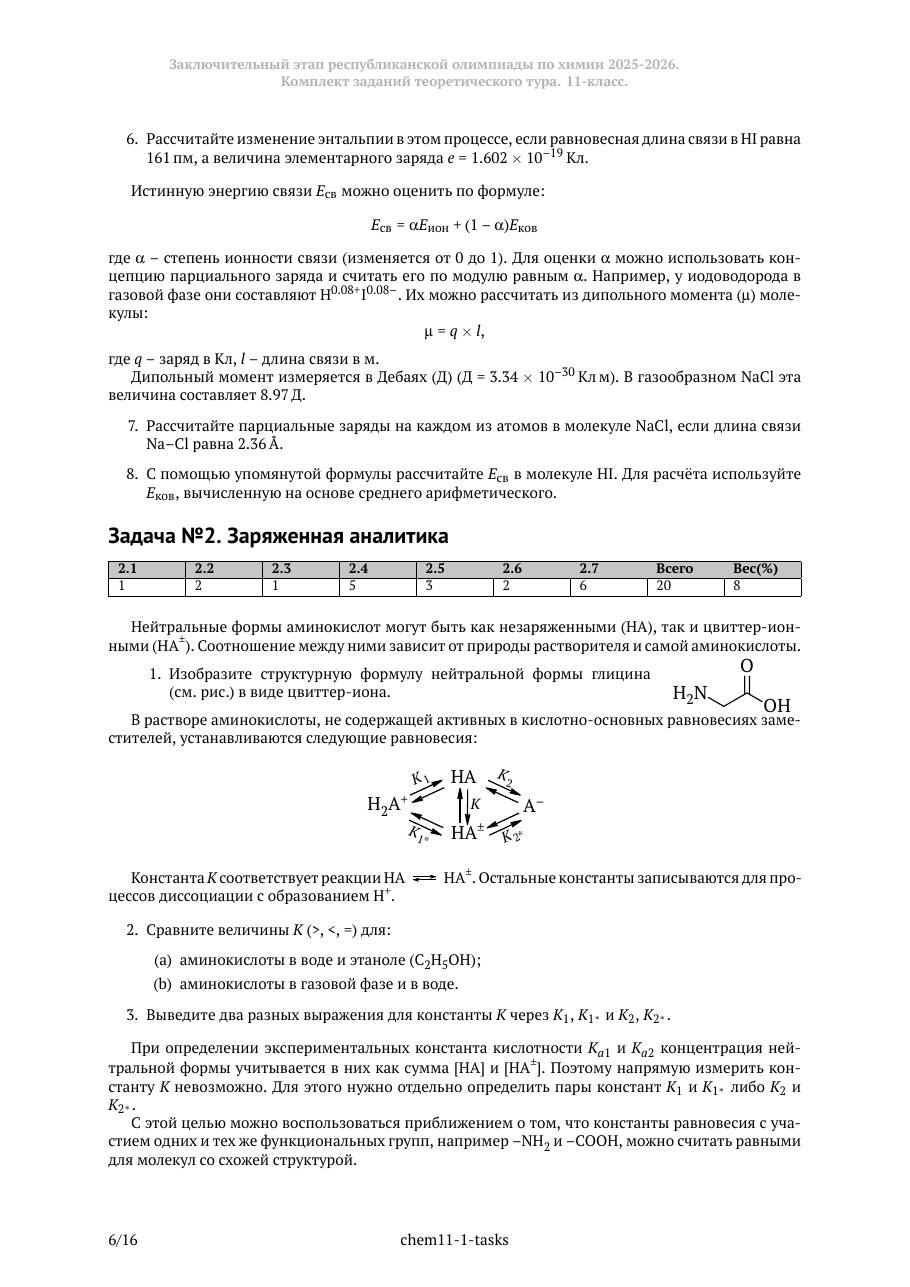 Заключительный этап республиканской олимпиады по химии 2025-2026.
Комплект заданий теоретического тура. 11-класс.
6. Рассчитайте изменение энтальпии в этом процессе, если равновесная длина связи в HI равна
161 пм, а величина элементарного заряда e = 1.602 × 10⁻¹⁹ Кл.
Истинную энергию связи Eсв можно оценить по формуле:
Eсв = αEион + (1 – α)Eков
где α – степень ионности связи (изменяется от 0 до 1). Для оценки α можно использовать кон-
цепцию парциального заряда и считать его по модулю равным α. Например, у иодоводорода в
газовой фазе они составляют H^0.08+I^0.08−. Их можно рассчитать из дипольного момента (μ) моле-
кулы:
μ = q × l,
где q – заряд в Кл, l – длина связи в м.
Дипольный момент измеряется в Дебаях (Д) (Д = 3.34 × 10⁻³⁰ Кл м). В газообразном NaCl эта
величина составляет 8.97 Д.
7. Рассчитайте парциальные заряды на каждом из атомов в молекуле NaCl, если длина связи
Na–Cl равна 2.36 Å.
8. С помощью упомянутой формулы рассчитайте Eсв в молекуле HI. Для расчёта используйте
Eков, вычисленную на основе среднего арифметического.
Задача №2. Заряженная аналитика
2.1 2.2 2.3 2.4 2.5 2.6 2.7 Всего Вес(%)
1 2 1 5 3 2 6 20 8
Нейтральные формы аминокислот могут быть как незаряженными (HA), так и цвиттер-ион-
ными (HA±). Соотношение между ними зависит от природы растворителя и самой аминокислоты.
1. Изобразите структурную формулу нейтральной формы глицина
(см. рис.) в виде цвиттер-иона.
O
H₂N
OH
В растворе аминокислоты, не содержащей активных в кислотно-основных равновесиях заме-
стителей, устанавливаются следующие равновесия:
K₁ HA K₂
H₂A⁺ K A⁻
K₁* HA± K₂*
Константа K соответствует реакции HA ⇌ HA±. Остальные константы записываются для про-
цессов диссоциации с образованием H⁺.
2. Сравните величины K (>, <, =) для:
(a) аминокислоты в воде и этаноле (C₂H₅OH);
(b) аминокислоты в газовой фазе и в воде.
3. Выведите два разных выражения для константы K через K₁, K₁* и K₂, K₂*.
При определении экспериментальных константа кислотности Kₐ₁ и Kₐ₂ концентрация ней-
тральной формы учитывается в них как сумма [HA] и [HA±]. Поэтому напрямую измерить кон-
станту K невозможно. Для этого нужно отдельно определить пары констант K₁ и K₁* либо K₂ и
K₂*.
С этой целью можно воспользоваться приближением о том, что константы равновесия с уча-
стием одних и тех же функциональных групп, например –NH₂ и –COOH, можно считать равными
для молекул со схожей структурой.
6/16 chem11-1-tasks